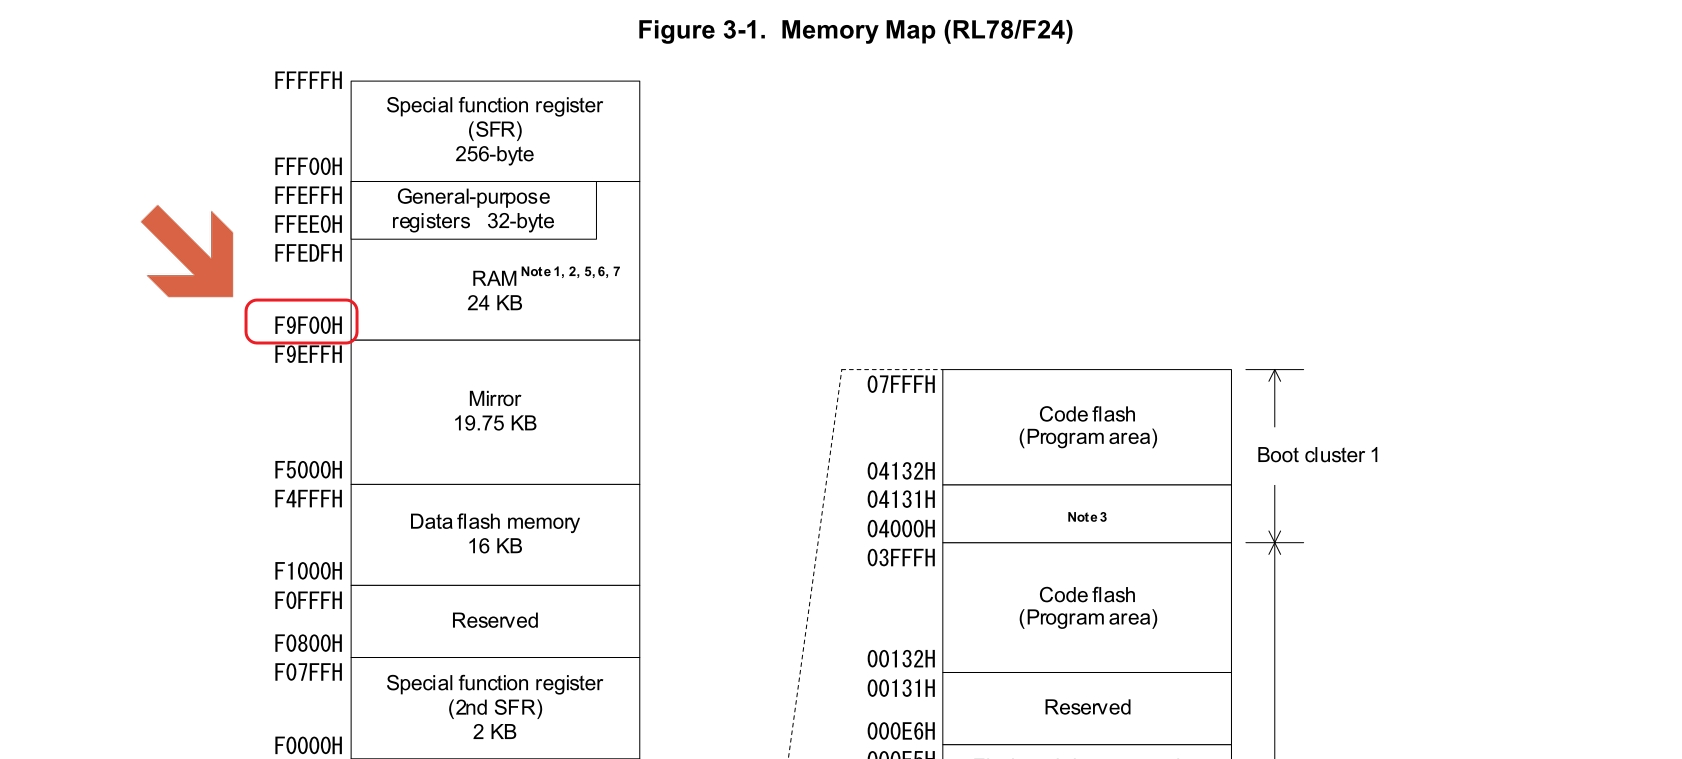 Figure 3-1. Memory Map (RL78/F24)
FFFFFH
Special function register
(SFR)
256-byte
FFF00H
FFEFFH
General-purpose
registers 32-byte
FFEE0H
FFEDFH
RAM Note 1, 2, 5, 6, 7
24 KB
F9F00H
F9EFFH
Mirror
19.75 KB
F5000H
F4FFFH
Data flash memory
16 KB
F1000H
F0FFFH
Reserved
F0800H
F07FFH
Special function register
(2nd SFR)
2 KB
F0000H
07FFFH
Code flash
(Program area)
04132H
04131H
Note 3
04000H
03FFFH
Code flash
(Program area)
00132H
00131H
Reserved
000E6H
000E5H
Boot cluster 1